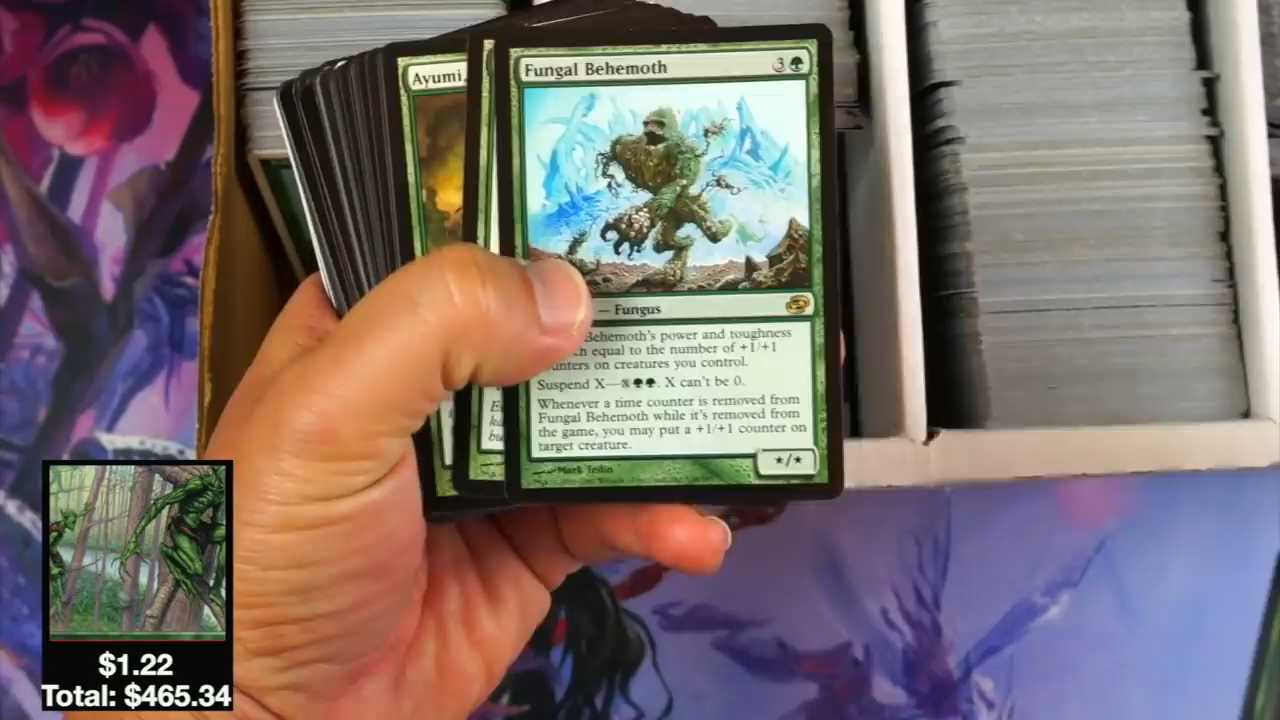 Ayumi,
Fungal Behemoth 3
— Fungus
Behemoth's power and toughness
equal to the number of +1/+1
counters on creatures you control.
Suspend X—X. X can't be 0.
Whenever a time counter is removed from
Fungal Behemoth while it's removed from
the game, you may put a +1/+1 counter on
target creature.
Mark Tedin
*/*
$1.22
Total: $465.34